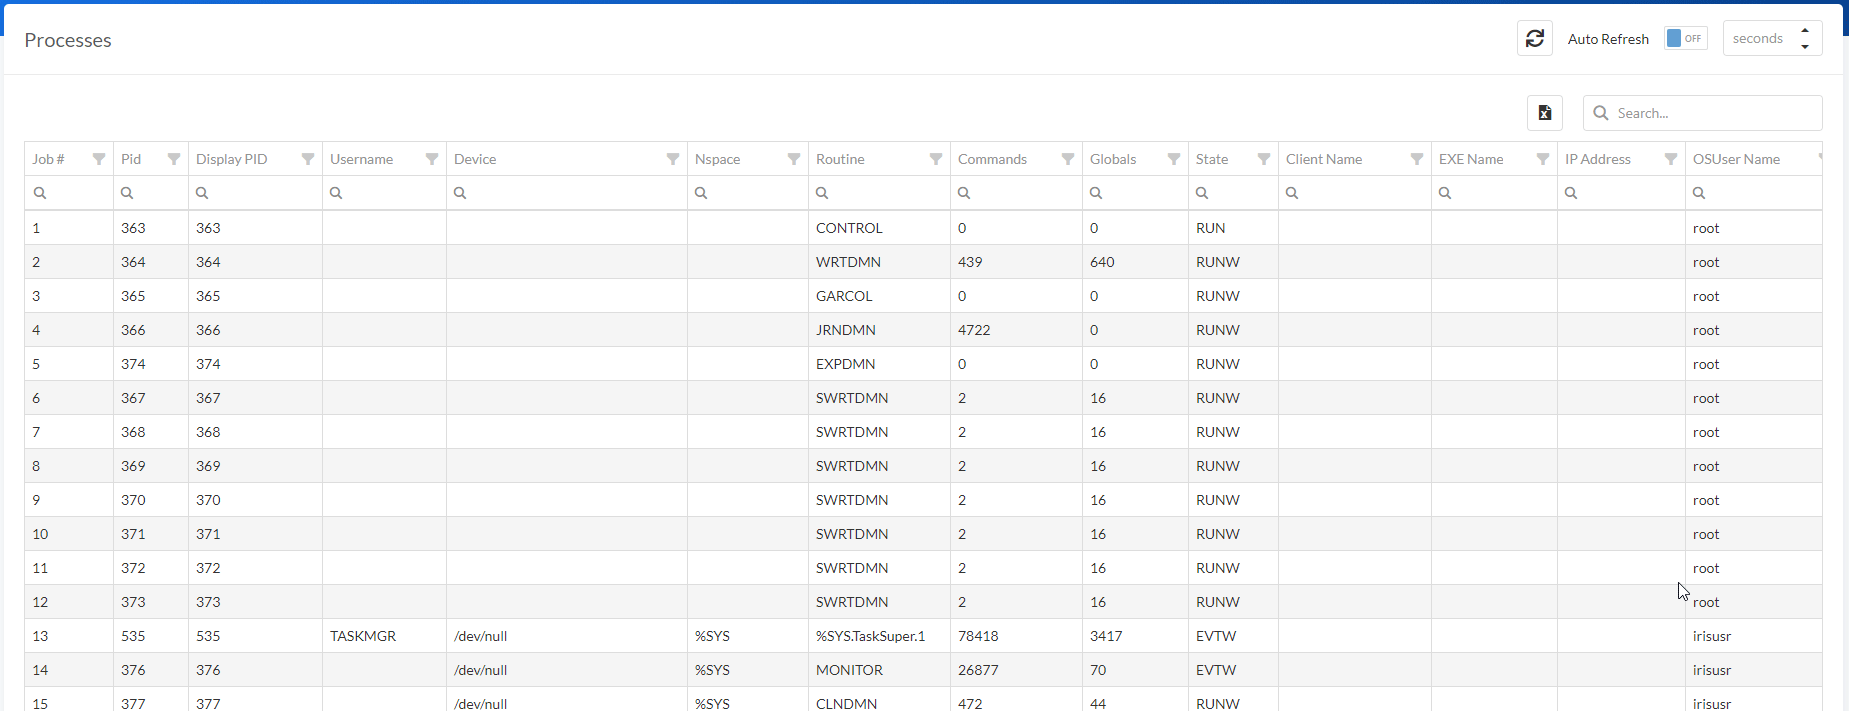 Processes
Auto Refresh OFF seconds
Search...
Job # Pid Display PID Username Device Nspace Routine Commands Globals State Client Name EXE Name IP Address OSUser Name
1 363 363 CONTROL 0 0 RUN root
2 364 364 WRTDMN 439 640 RUNW root
3 365 365 GARCOL 0 0 RUNW root
4 366 366 JRNDMN 4722 0 RUNW root
5 374 374 EXPDMN 0 0 RUNW root
6 367 367 SWRTDMN 2 16 RUNW root
7 368 368 SWRTDMN 2 16 RUNW root
8 369 369 SWRTDMN 2 16 RUNW root
9 370 370 SWRTDMN 2 16 RUNW root
10 371 371 SWRTDMN 2 16 RUNW root
11 372 372 SWRTDMN 2 16 RUNW root
12 373 373 SWRTDMN 2 16 RUNW root
13 535 535 TASKMGR /dev/null %SYS %SYS.TaskSuper.1 78418 3417 EVTW irisusr
14 376 376 /dev/null %SYS MONITOR 26877 70 EVTW irisusr
15 377 377 /dev/null %SYS CLNDMN 472 44 RUNW irisusr